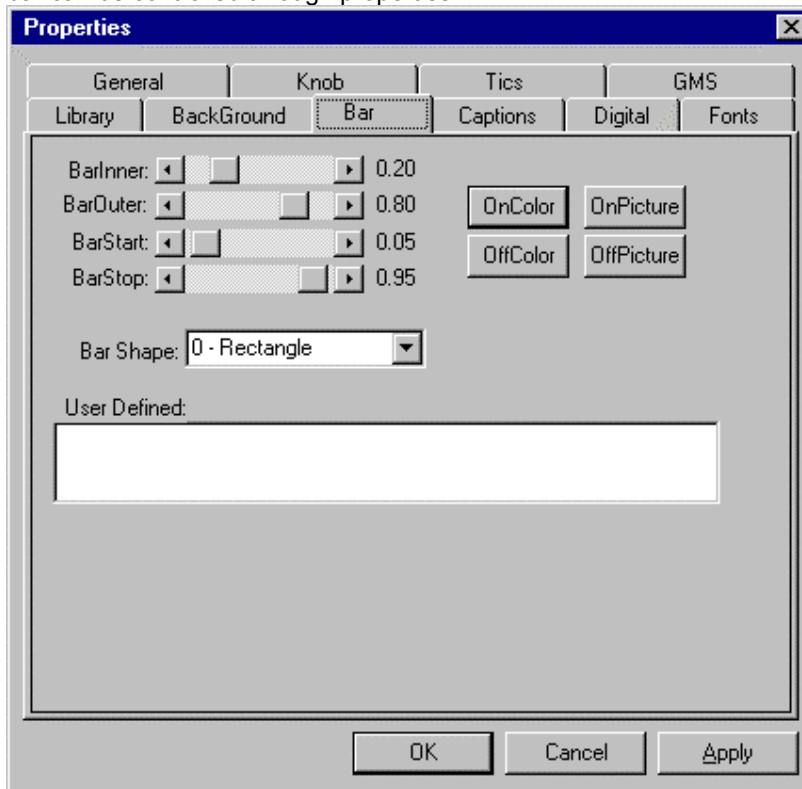 Properties
General Knob Tics GMS
Library BackGround Bar Captions Digital Fonts
BarInner: 0.20
BarOuter: 0.80 OnColor OnPicture
BarStart: 0.05
BarStop: 0.95 OffColor OffPicture
Bar Shape: 0 - Rectangle
User Defined:
OK Cancel Apply